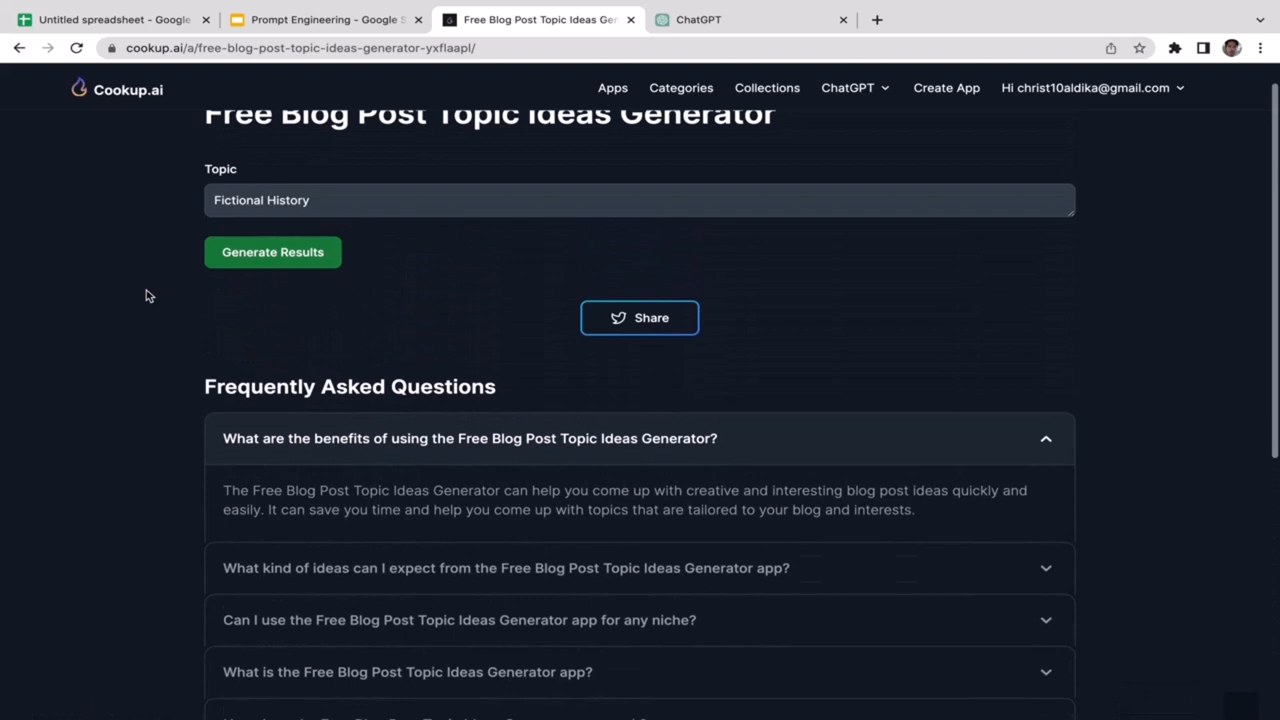 Untitled spreadsheet - Google
Prompt Engineering - Google S
Free Blog Post Topic Ideas Gen
ChatGPT
cookup.ai/a/free-blog-post-topic-ideas-generator-yxflaapl/
Cookup.ai
Apps
Categories
Collections
ChatGPT
Create App
Hi christ10aldika@gmail.com
Free Blog Post Topic Ideas Generator
Topic
Fictional History
Generate Results
Share
Frequently Asked Questions
What are the benefits of using the Free Blog Post Topic Ideas Generator?
The Free Blog Post Topic Ideas Generator can help you come up with creative and interesting blog post ideas quickly and
easily. It can save you time and help you come up with topics that are tailored to your blog and interests.
What kind of ideas can I expect from the Free Blog Post Topic Ideas Generator app?
Can I use the Free Blog Post Topic Ideas Generator app for any niche?
What is the Free Blog Post Topic Ideas Generator app?